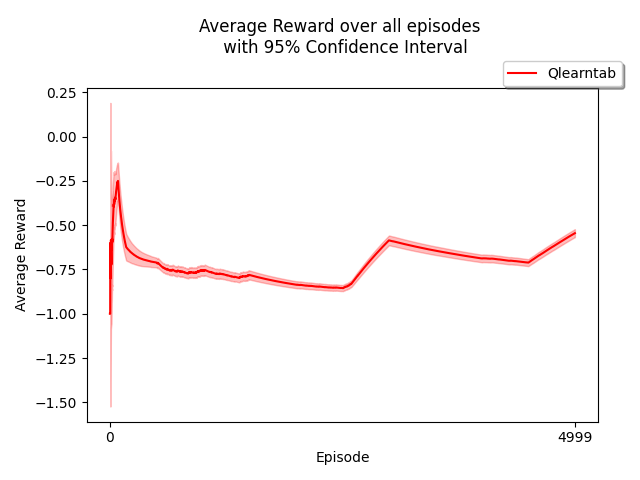 Average Reward over all episodes
with 95% Confidence Interval
Qlearntab
0.25
0.00
−0.25
−0.50
−0.75
−1.00
−1.25
−1.50
Average Reward
0 4999
Episode